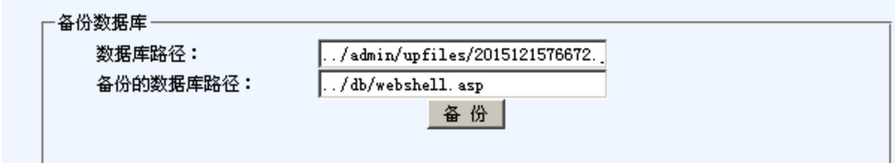 备份数据库
数据库路径： ../admin/upfiles/2015121576672.
备份的数据库路径： ../db/webshell.asp
备 份